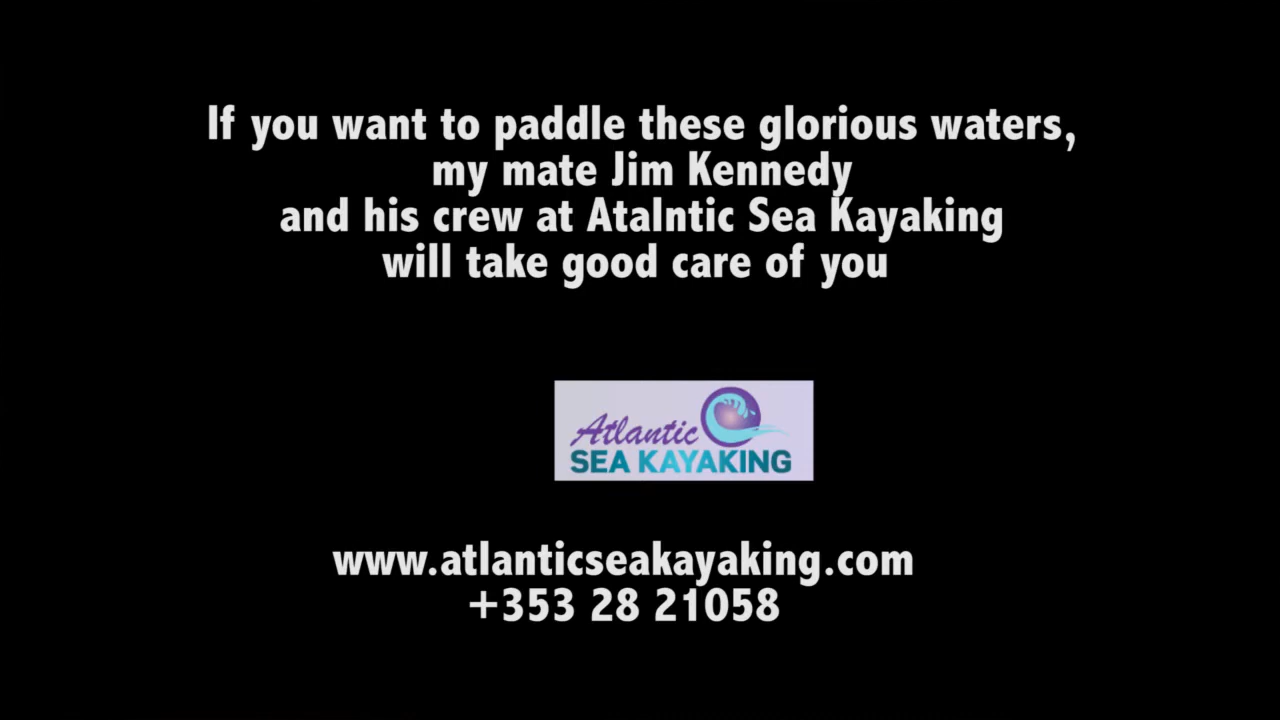 If you want to paddle these glorious waters,
my mate Jim Kennedy
and his crew at Atalntic Sea Kayaking
will take good care of you
Atlantic
SEA KAYAKING
www.atlanticseakayaking.com
+353 28 21058